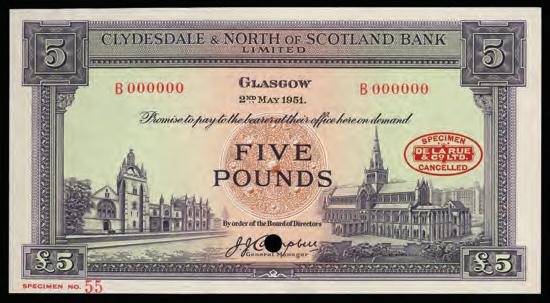 5 CLYDESDALE & NORTH OF SCOTLAND BANK 5
LIMITED
B 000000 GLASGOW B 000000
2ND MAY 1951.
Promise to pay to the bearer at their office here on demand
FIVE
POUNDS
SPECIMEN
DE LA RUE
& CO. LTD.
CANCELLED
By order of the Board of Directors
General Manager
£5 £5
SPECIMEN NO. 55